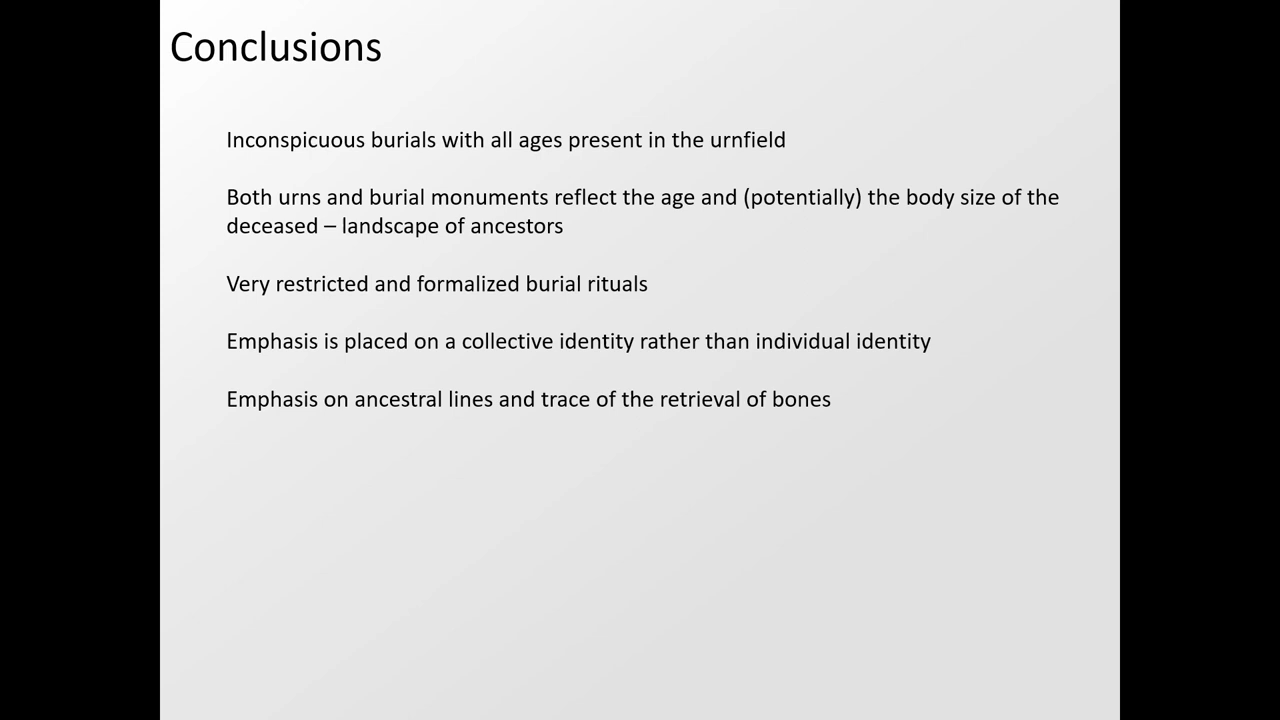 Conclusions
Inconspicuous burials with all ages present in the urnfield
Both urns and burial monuments reflect the age and (potentially) the body size of the
deceased – landscape of ancestors
Very restricted and formalized burial rituals
Emphasis is placed on a collective identity rather than individual identity
Emphasis on ancestral lines and trace of the retrieval of bones